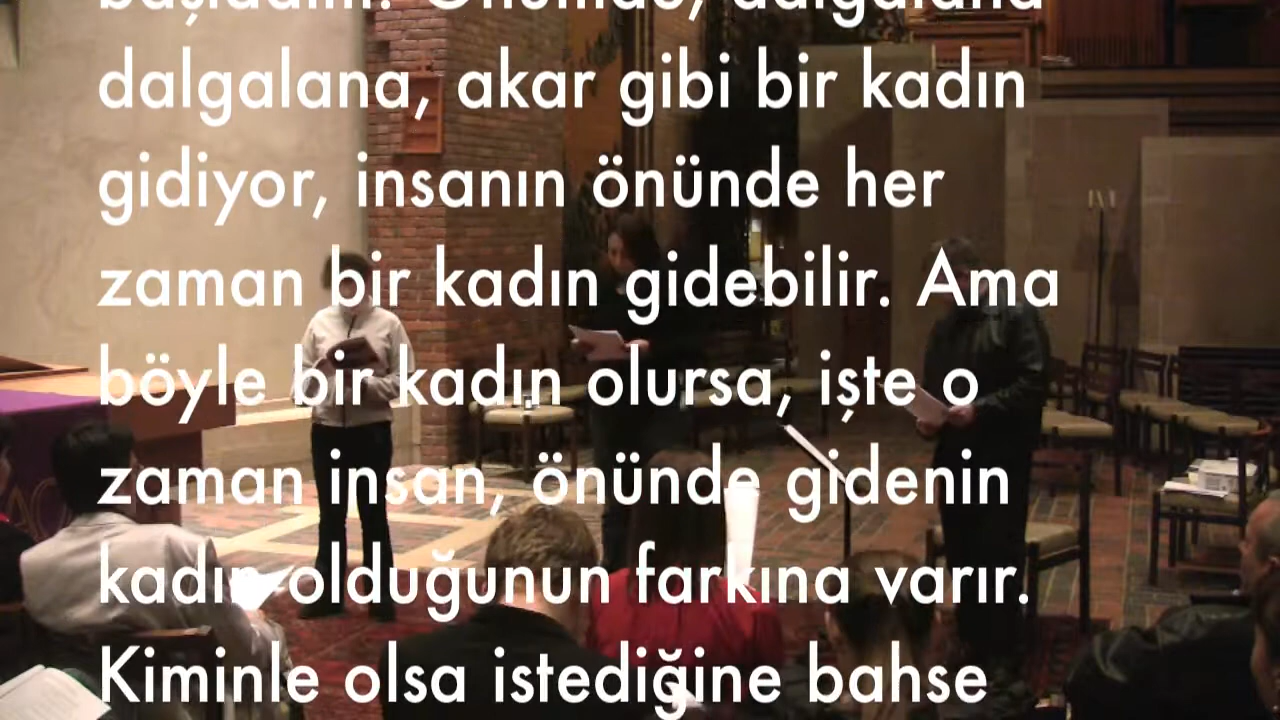 dalgalana, akar gibi bir kadın
gidiyor, insanın önünde her
zaman bir kadın gidebilir. Ama
böyle bir kadın olursa, işte o
zaman insan, önünde gidenin
kadın olduğunun farkına varır.
Kiminle olsa istediğine bahse